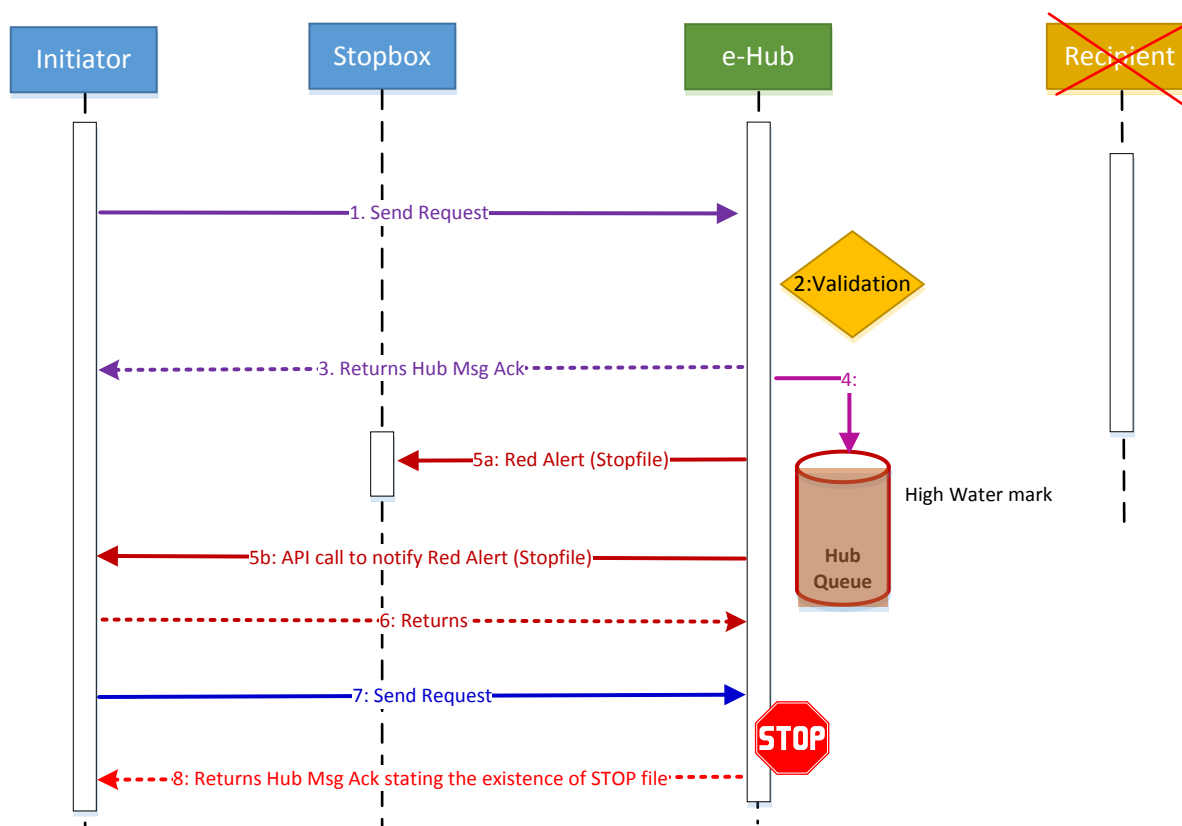 Initiator
Stopbox
e-Hub
Recipient
1. Send Request
2:Validation
3. Returns Hub Msg Ack
4:
5a: Red Alert (Stopfile)
High Water mark
Hub
Queue
5b: API call to notify Red Alert (Stopfile)
6: Returns
7: Send Request
STOP
8: Returns Hub Msg Ack stating the existence of STOP file